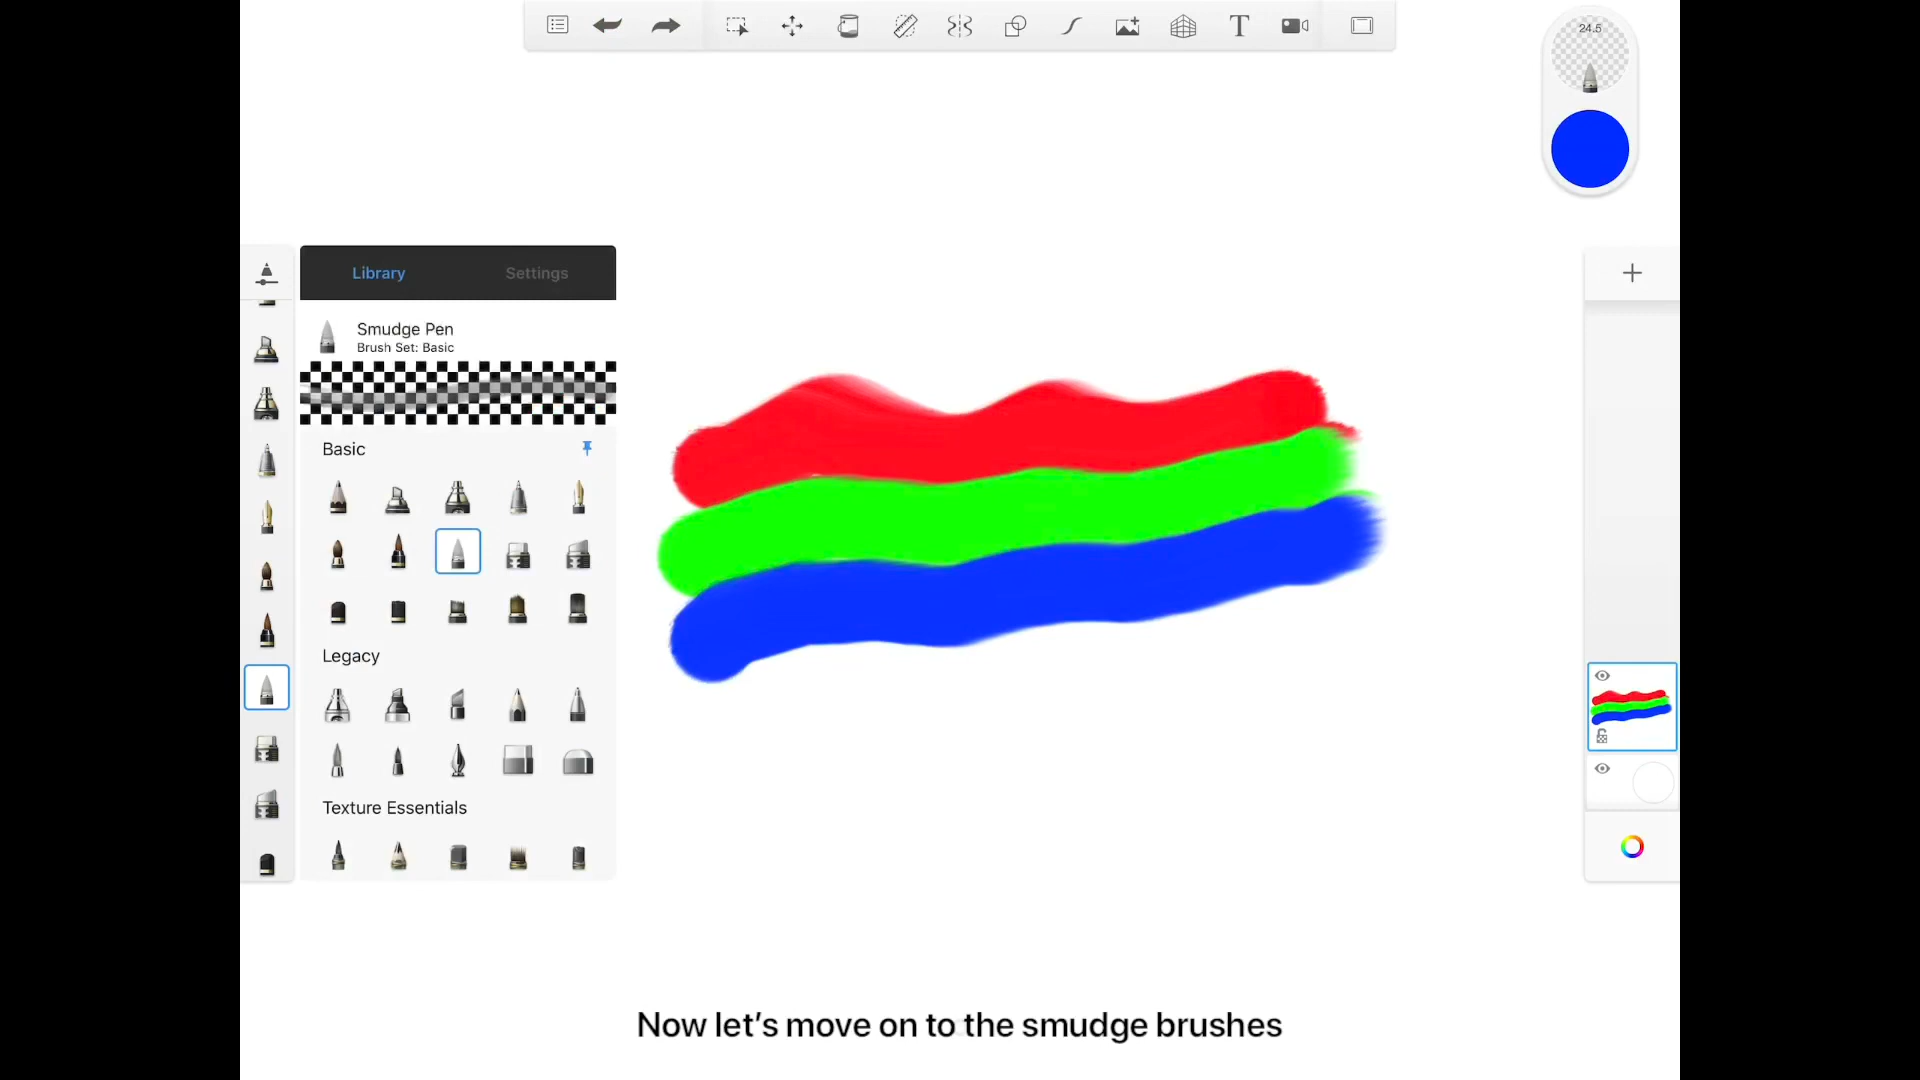 24.5
Library
Settings
Smudge Pen
Brush Set: Basic
Basic
Legacy
Texture Essentials
Now let's move on to the smudge brushes